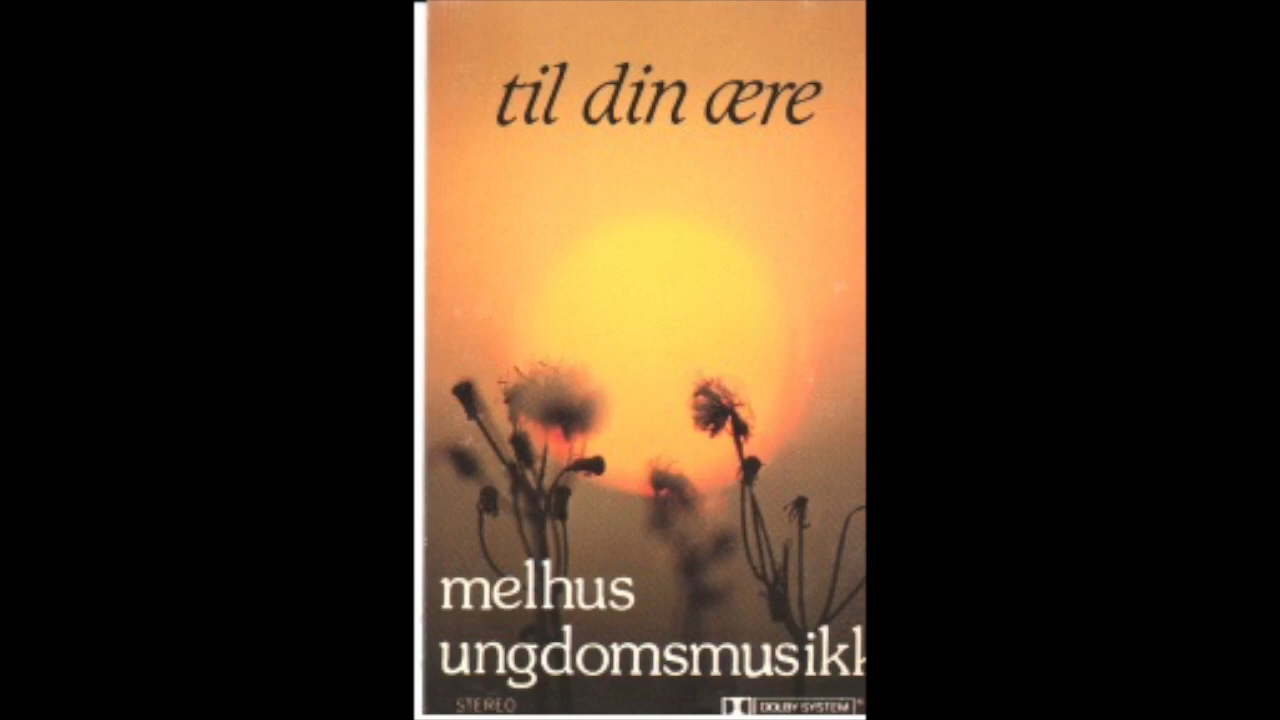 til din ære
melhus
ungdomsmusikk
STEREO
DOLBY SYSTEM